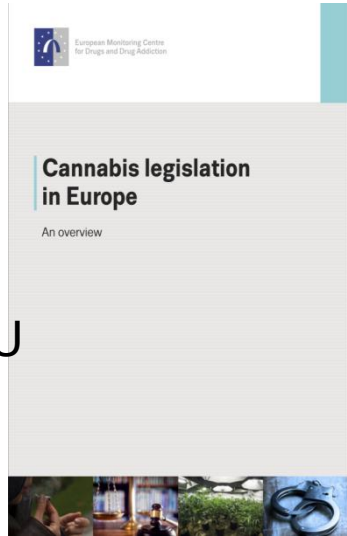 European Monitoring Centre
for Drugs and Drug Addiction
Cannabis legislation
in Europe
An overview
U